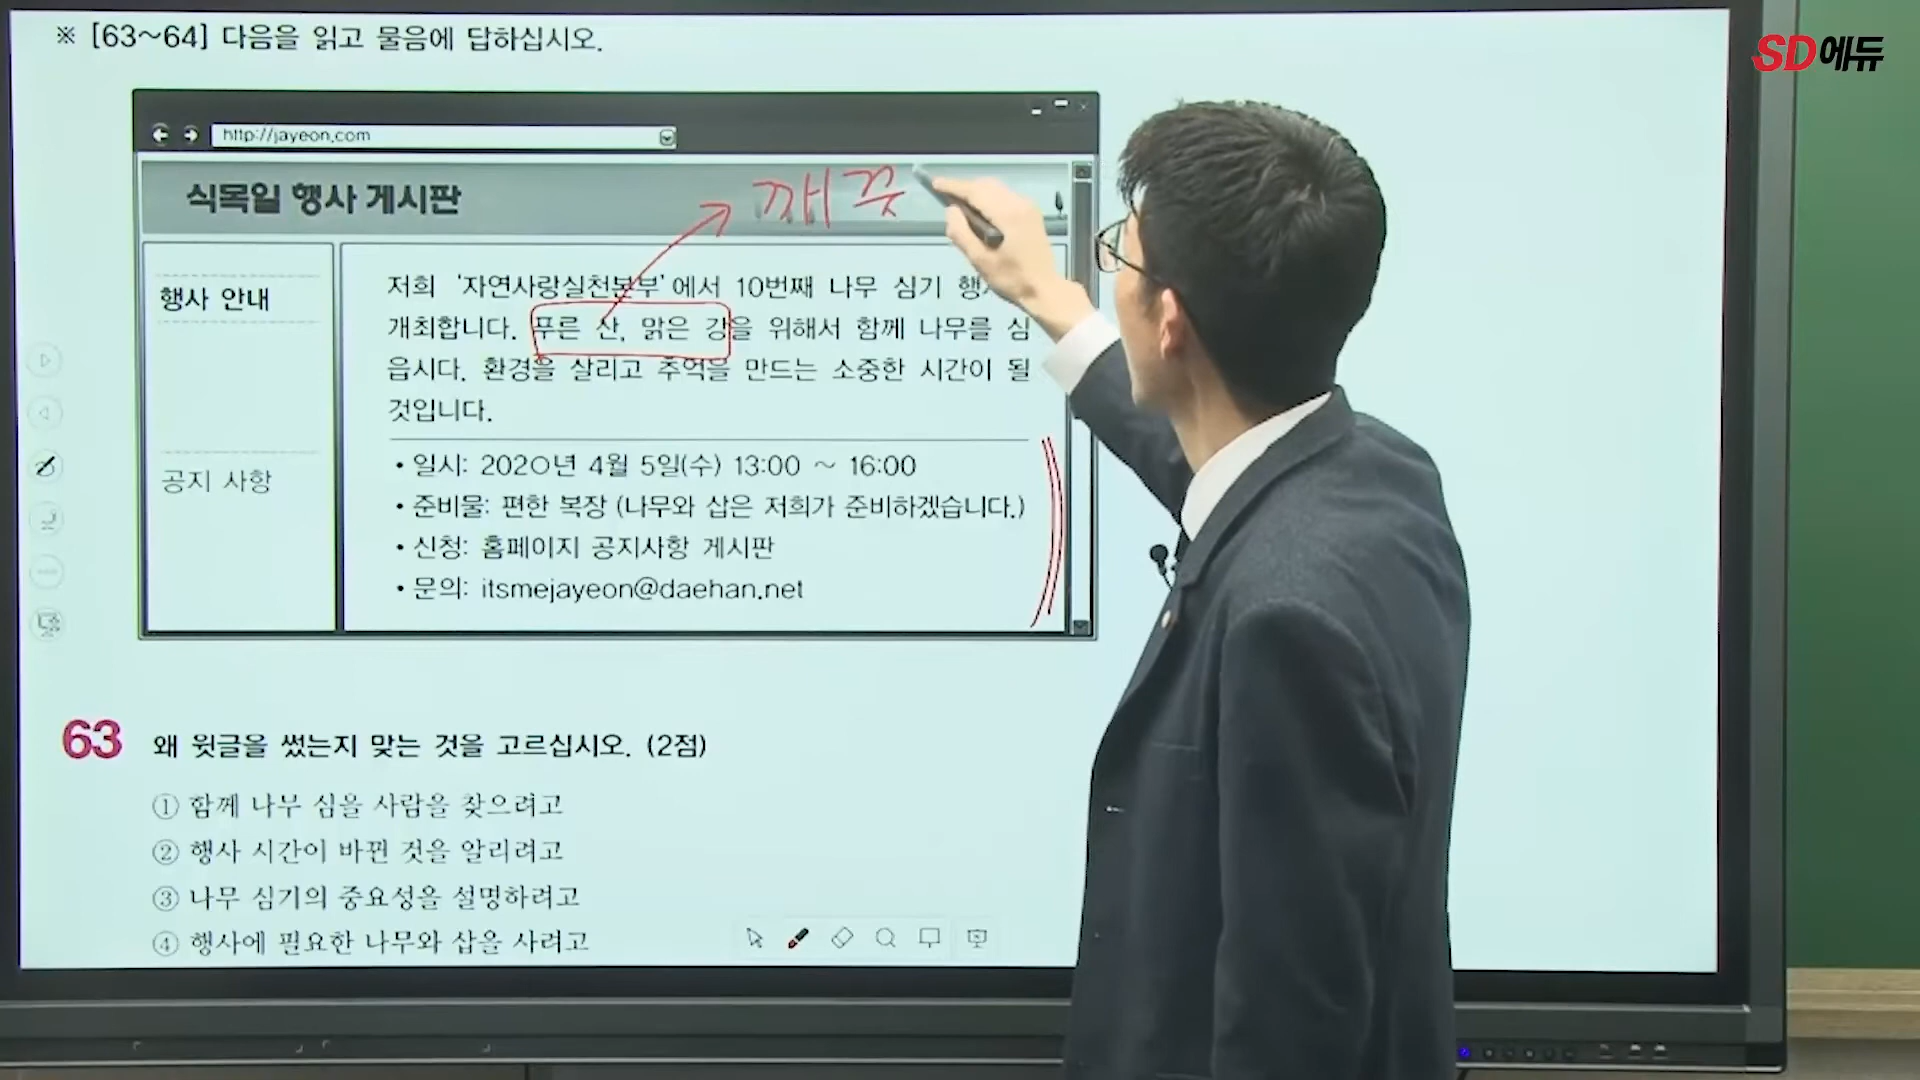 ※ [63~64] 다음을 읽고 물음에 답하십시오.
SD에듀
http://jayeon.com
식목일 행사 게시판
깨끗
행사 안내
공지 사항
저희 '자연사랑실천본부'에서 10번째 나무 심기
개최합니다. 푸른 산, 맑은 강을 위해서 함께 나무를 심
읍시다. 환경을 살리고 추억을 만드는 소중한 시간이 될
것입니다.
• 일시: 202○년 4월 5일(수) 13:00 ~ 16:00
• 준비물: 편한 복장 (나무와 삽은 저희가 준비하겠습니다.)
• 신청: 홈페이지 공지사항 게시판
• 문의: itsmejayeon@daehan.net
63 왜 윗글을 썼는지 맞는 것을 고르십시오. (2점)
① 함께 나무 심을 사람을 찾으려고
② 행사 시간이 바뀐 것을 알리려고
③ 나무 심기의 중요성을 설명하려고
④ 행사에 필요한 나무와 삽을 사려고